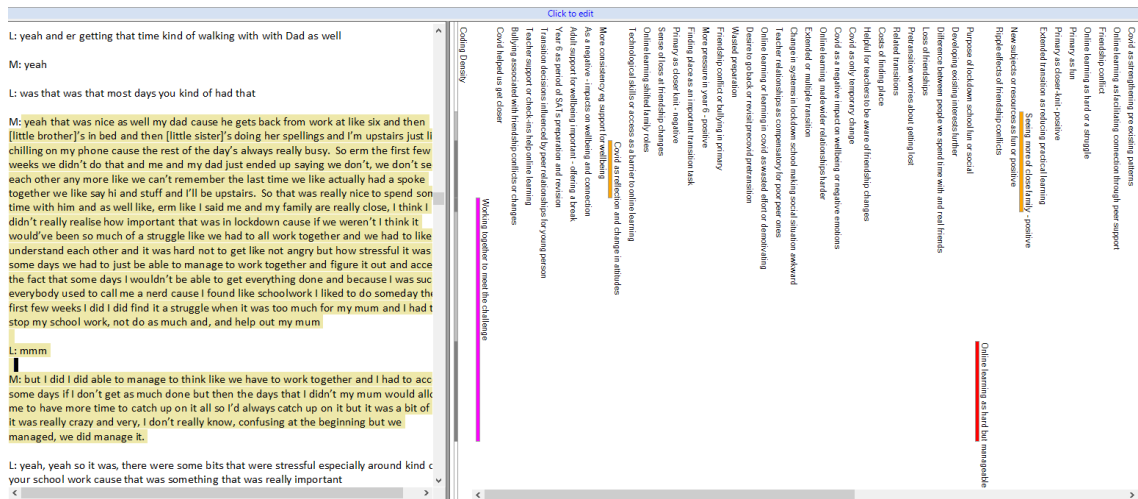 Click to edit
L: yeah and er getting that time kind of walking with with Dad as well
M: yeah
L: was that was that most days you kind of had that
M: yeah that was nice as well my dad cause he gets back from work at like six and then
[little brother]'s in bed and then [little sister]'s doing her spellings and I'm upstairs just li
chilling on my phone cause the rest of the day's always really busy. So erm the first few
weeks we didn't do that and me and my dad just ended up saying we don't, we don't se
each other any more like we can't remember the last time we like actually had a spoke
together we like say hi and stuff and I'll be upstairs. So that was really nice to spend son
time with him and as well like, erm like I said me and my family are really close, I think I
didn't really realise how important that was in lockdown cause if we weren't I think it
would've been so much of a struggle like we had to all work together and we had to like
understand each other and it was hard not to get like not angry but how stressful it was
some days we had to just be able to manage to work together and figure it out and acce
the fact that some days I wouldn't be able to get everything done and because I was suc
everybody used to call me a nerd cause I found like schoolwork I liked to do someday the
first few weeks I did I did find it a struggle when it was too much for my mum and I had t
stop my school work, not do as much and, and help out my mum
L: mmm
M: but I did I did able to manage to think like we have to work together and I had to acc
some days if I don't get as much done but then the days that I didn't my mum would allo
me to have more time to catch up on it all so I'd always catch up on it but it was a bit of
it was really crazy and very, I don't really know, confusing at the beginning but we
managed, we did manage it.
L: yeah, yeah so it was, there were some bits that were stressful especially around kind o
your school work cause that was something that was really important
Coding Density
Working together to meet the challenge
Covid helped us get closer
Bullying associated with friendship conflicts or changes
Teacher support or check-ins help online learning
Transition decisions influenced by peer relationships for young person
Year 6 as period of SATs preparation and revision
Adult support for wellbeing important - offering a break
As a negative - impacts on wellbeing and connection
More consistency eg support for wellbeing
Covid as reflection and change in attitudes
Technological skills or access as a barrier to online learning
Online learning shifted family roles
Sense of loss at friendship changes
Primary as closer knit - negative
Finding place as an important transition task
More pressure in year 6 - positive
Friendship conflict or bullying in primary
Wasted preparation
Desire to go back or revisit precovid pretransition
Online learning or learning in covid as wasted effort or demotivating
Teacher relationships as compensatory for poor peer ones
Change in systems in lockdown school making social situation awkward
Extended or multiple transition
Online learning made wider relationships harder
Covid as a negative impact on wellbeing or negative emotions
Covid as only temporary change
Helpful for teachers to be aware of friendship changes
Costs of finding place
Related transitions
Pretransition worries about getting lost
Loss of friendships
Difference between people we spend time with and real friends
Developing existing interests further
Purpose of lockdown school fun or social
Online learning as hard but manageable
Ripple effects of friendship conflicts
New subjects or resources as fun or positive
Seeing more of close family - positive
Extended transition as reducing practical learning
Primary as closer-knit - positive
Primary as fun
Online learning as hard or a struggle
Friendship conflict
Online learning as facilitating connection through peer support
Covid as strengthening pre existing patterns